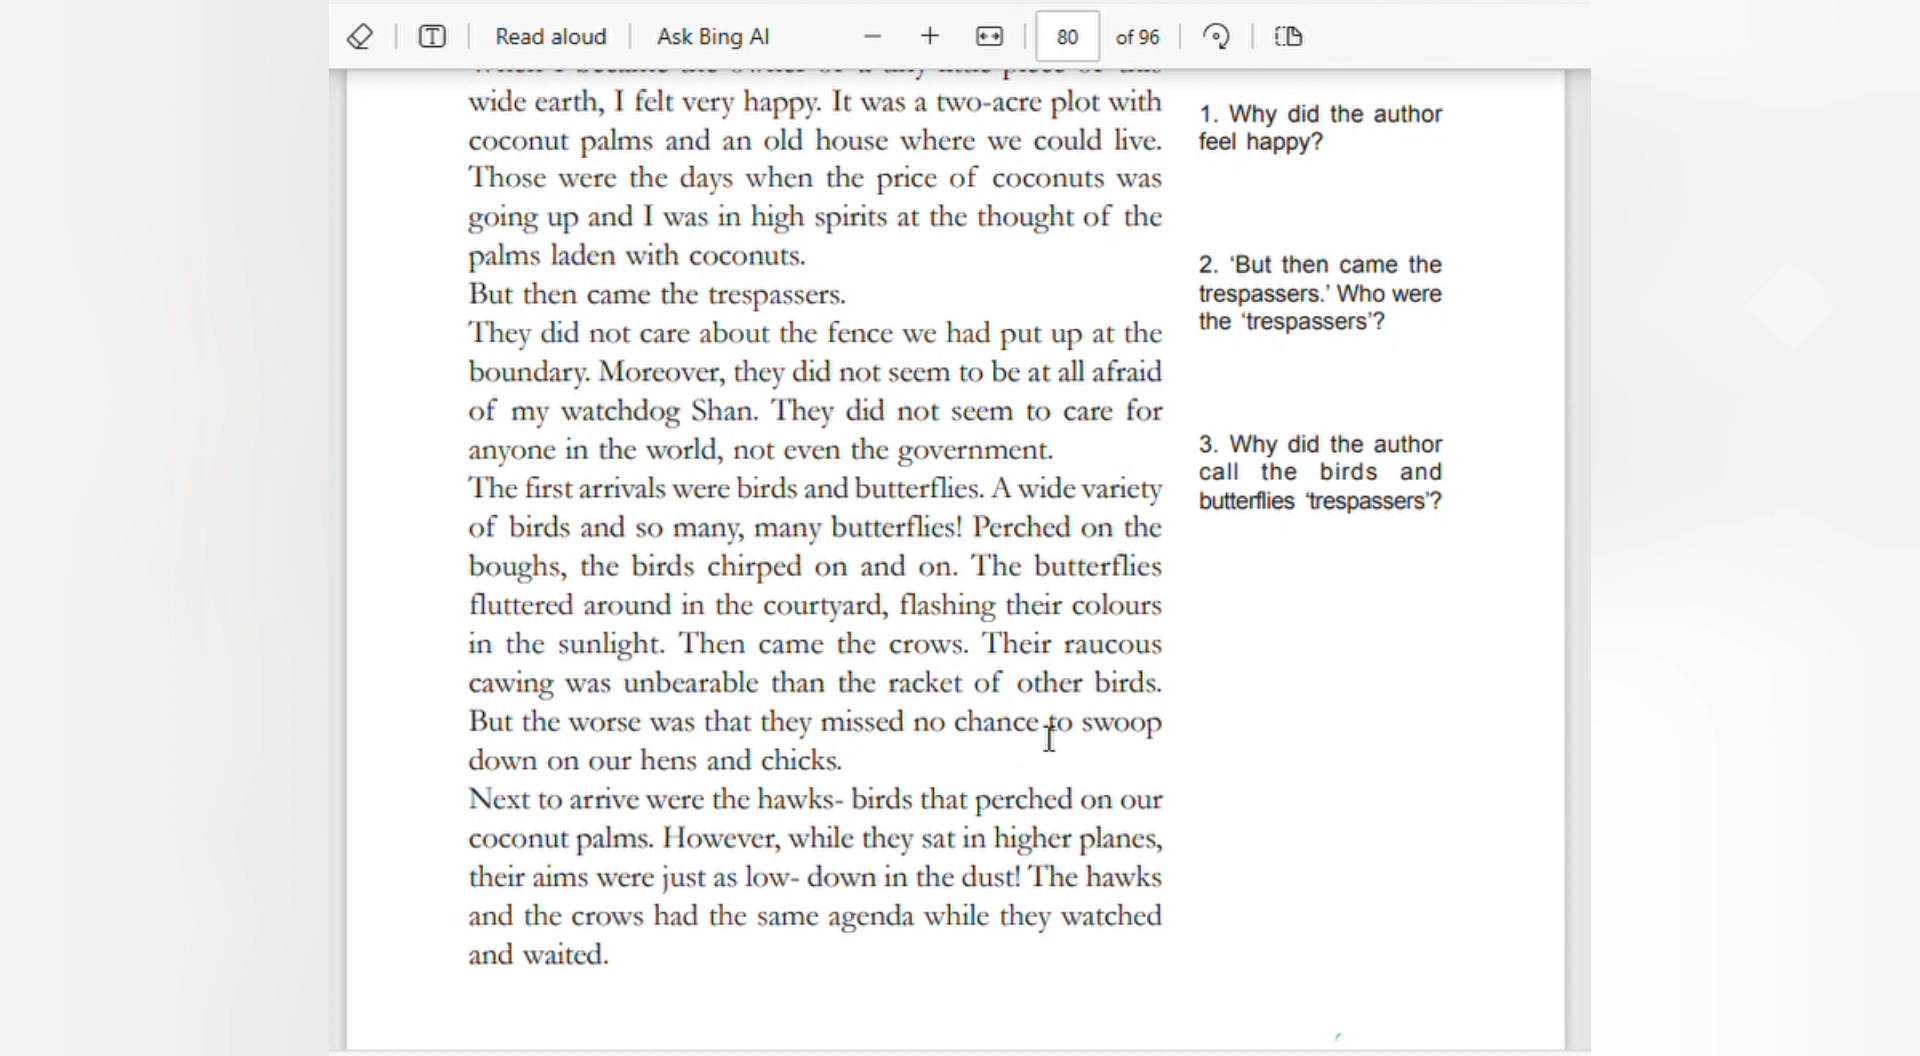 Read aloud
Ask Bing AI
80
of 96
wide earth, I felt very happy. It was a two-acre plot with
coconut palms and an old house where we could live.
Those were the days when the price of coconuts was
going up and I was in high spirits at the thought of the
palms laden with coconuts.
But then came the trespassers.
They did not care about the fence we had put up at the
boundary. Moreover, they did not seem to be at all afraid
of my watchdog Shan. They did not seem to care for
anyone in the world, not even the government.
The first arrivals were birds and butterflies. A wide variety
of birds and so many, many butterflies! Perched on the
boughs, the birds chirped on and on. The butterflies
fluttered around in the courtyard, flashing their colours
in the sunlight. Then came the crows. Their raucous
cawing was unbearable than the racket of other birds.
But the worse was that they missed no chance to swoop
down on our hens and chicks.
Next to arrive were the hawks- birds that perched on our
coconut palms. However, while they sat in higher planes,
their aims were just as low- down in the dust! The hawks
and the crows had the same agenda while they watched
and waited.
1. Why did the author
feel happy?
2. ‘But then came the
trespassers.’ Who were
the ‘trespassers’?
3. Why did the author
call the birds and
butterflies ‘trespassers’?